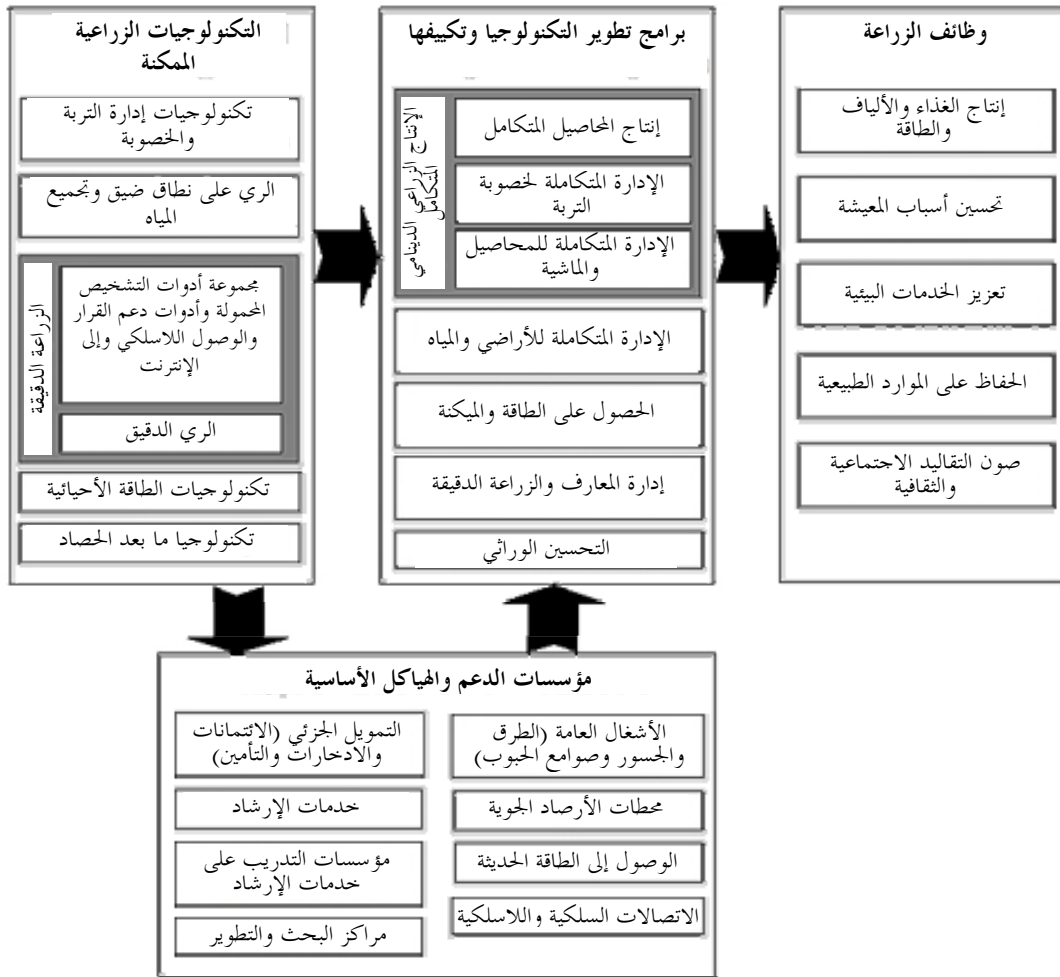 التكنولوجيات الزراعية
الممكنة
تكنولوجيات إدارة التربة
والخصوبة
الري على نطاق ضيق وتجميع
المياه
الزراعة الدقيقة
مجموعة أدوات التشخيص
المحمولة وأدوات دعم القرار
والوصول اللاسلكي وإلى
الإنترنت
الري الدقيق
تكنولوجيات الطاقة الأحيائية
تكنولوجيا ما بعد الحصاد
برامج تطوير التكنولوجيا وتكييفها
الإنتاج الزراعي الدينامي
المتكامل
إنتاج المحاصيل المتكامل
الإدارة المتكاملة لخصوبة
التربة
الإدارة المتكاملة للمحاصيل
والماشية
الإدارة المتكاملة للأراضي والمياه
الحصول على الطاقة والميكنة
إدارة المعارف والزراعة الدقيقة
التحسين الوراثي
وظائف الزراعة
إنتاج الغذاء والألياف
والطاقة
تحسين أسباب المعيشة
تعزيز الخدمات البيئية
الحفاظ على الموارد الطبيعية
صون التقاليد الاجتماعية
والثقافية
مؤسسات الدعم والهياكل الأساسية
التمويل الجزئي (الائتمانات
والادخارات والتأمين)
خدمات الإرشاد
مؤسسات التدريب على
خدمات الإرشاد
مراكز البحث والتطوير
الأشغال العامة (الطرق
والجسور وصوامع الحبوب)
محطات الأرصاد الجوية
الوصول إلى الطاقة الحديثة
الاتصالات السلكية واللاسلكية